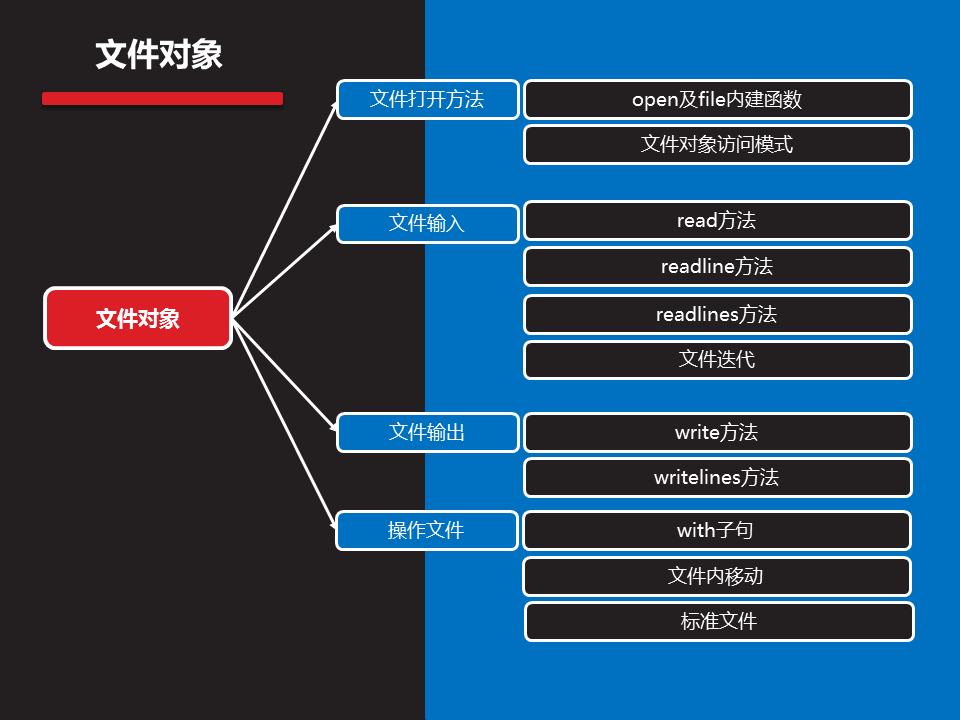 文件对象
文件对象
文件打开方法
open及file内建函数
文件对象访问模式
文件输入
read方法
readline方法
readlines方法
文件迭代
文件输出
write方法
writelines方法
操作文件
with子句
文件内移动
标准文件